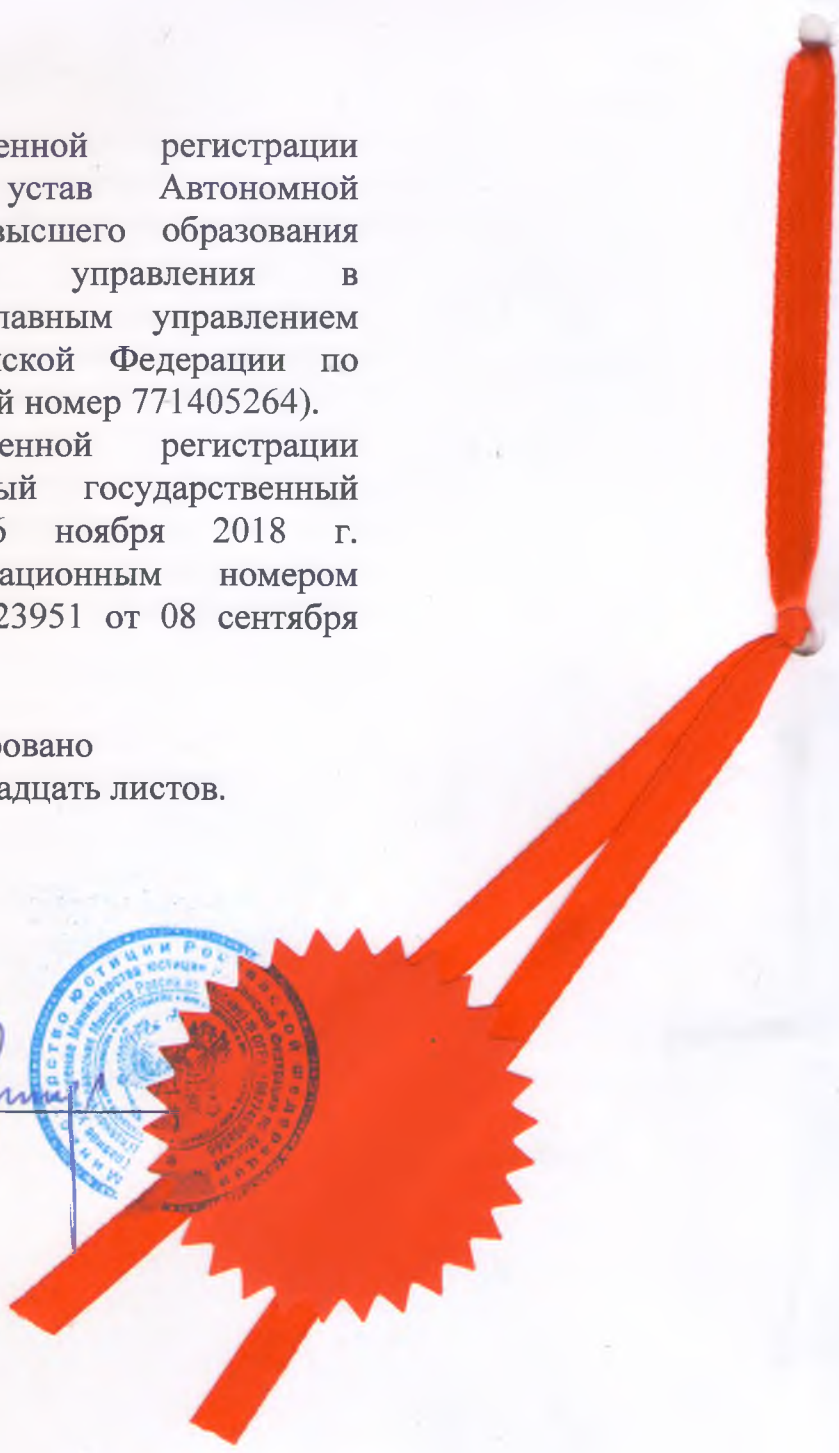 енной регистрации
устав Автономной
высшего образования
управления в
лавным управлением
ской Федерации по
й номер 771405264).
енной регистрации
ый государственный
6 ноября 2018 г.
ационным номером
23951 от 08 сентября
овано
адцать листов.